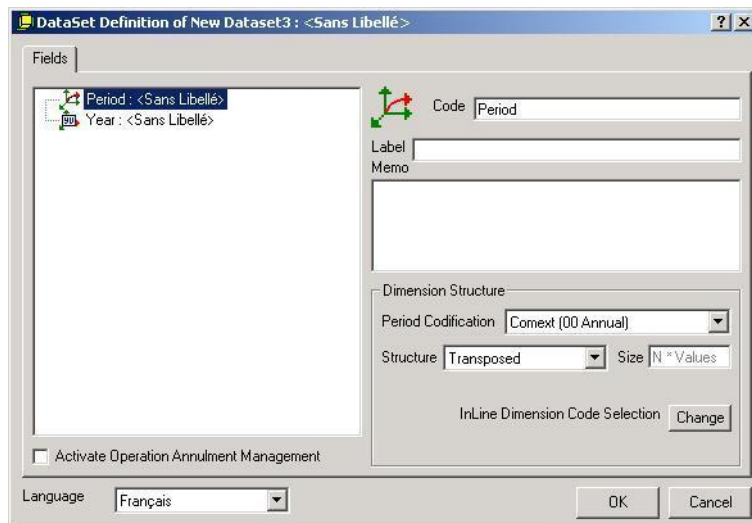 DataSet Definition of New Dataset3 : <Sans Libellé>
Fields
Period : <Sans Libellé>
Year : <Sans Libellé>
Code Period
Label
Memo
Dimension Structure
Period Codification Comext (00 Annual)
Structure Transposed Size N * Values
InLine Dimension Code Selection Change
Activate Operation Annulment Management
Language Français OK Cancel